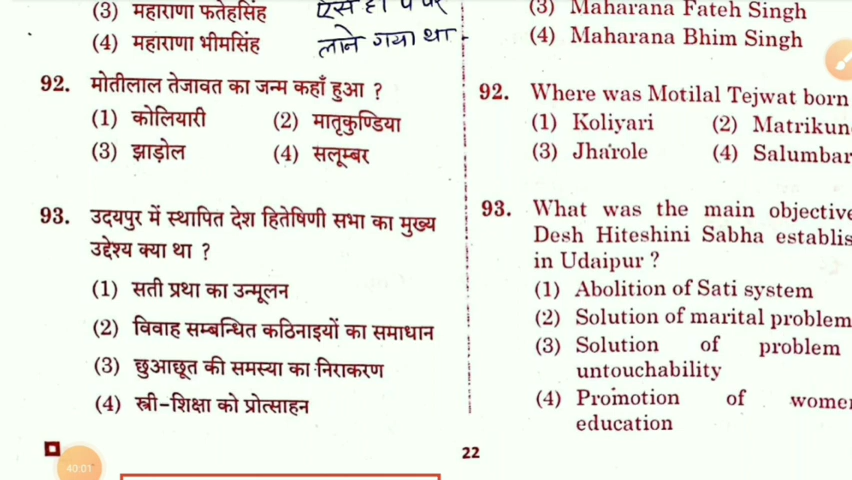 (3) महाराणा फतेहसिंह
(4) महाराणा भीमसिंह
लाने गया था -
92. मोतीलाल तेजावत का जन्म कहाँ हुआ ?
(1) कोलियारी (2) मातृकुण्डिया
(3) झाड़ोल (4) सलूम्बर
93. उदयपुर में स्थापित देश हितेषिणी सभा का मुख्य
उद्देश्य क्या था ?
(1) सती प्रथा का उन्मूलन
(2) विवाह सम्बन्धित कठिनाइयों का समाधान
(3) छुआछूत की समस्या का निराकरण
(4) स्त्री-शिक्षा को प्रोत्साहन
(3) Maharana Fateh Singh
(4) Maharana Bhim Singh
92. Where was Motilal Tejwat born
(1) Koliyari (2) Matrikun
(3) Jharole (4) Salumbar
93. What was the main objective
Desh Hiteshini Sabha establis
in Udaipur ?
(1) Abolition of Sati system
(2) Solution of marital problem
(3) Solution of problem
untouchability
(4) Promotion of women
education
22
40:01